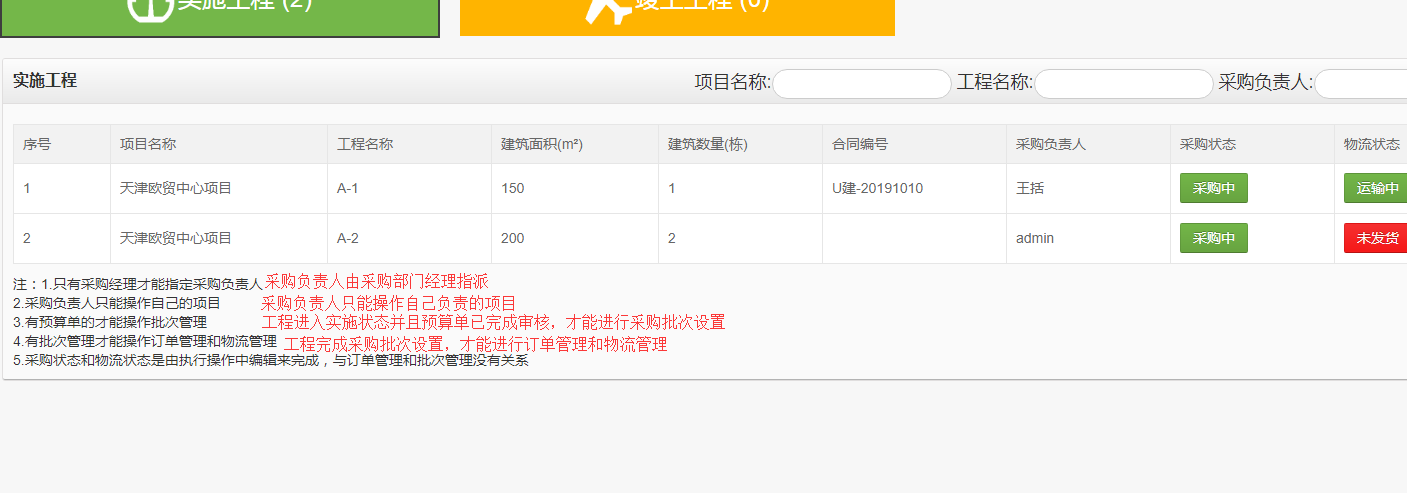 实施工程 (2)
竣工工程 (0)
实施工程 项目名称: 工程名称: 采购负责人:
序号 项目名称 工程名称 建筑面积(m²) 建筑数量(栋) 合同编号 采购负责人 采购状态 物流状态
1 天津欧贸中心项目 A-1 150 1 U建-20191010 王括 采购中 运输中
2 天津欧贸中心项目 A-2 200 2 admin 采购中 未发货
注：1.只有采购经理才能指定采购负责人 采购负责人由采购部门经理指派
2.采购负责人只能操作自己的项目 采购负责人只能操作自己负责的项目
3.有预算单的才能操作批次管理 工程进入实施状态并且预算单已完成审核，才能进行采购批次设置
4.有批次管理才能操作订单管理和物流管理 工程完成采购批次设置，才能进行订单管理和物流管理
5.采购状态和物流状态是由执行操作中编辑来完成，与订单管理和批次管理没有关系